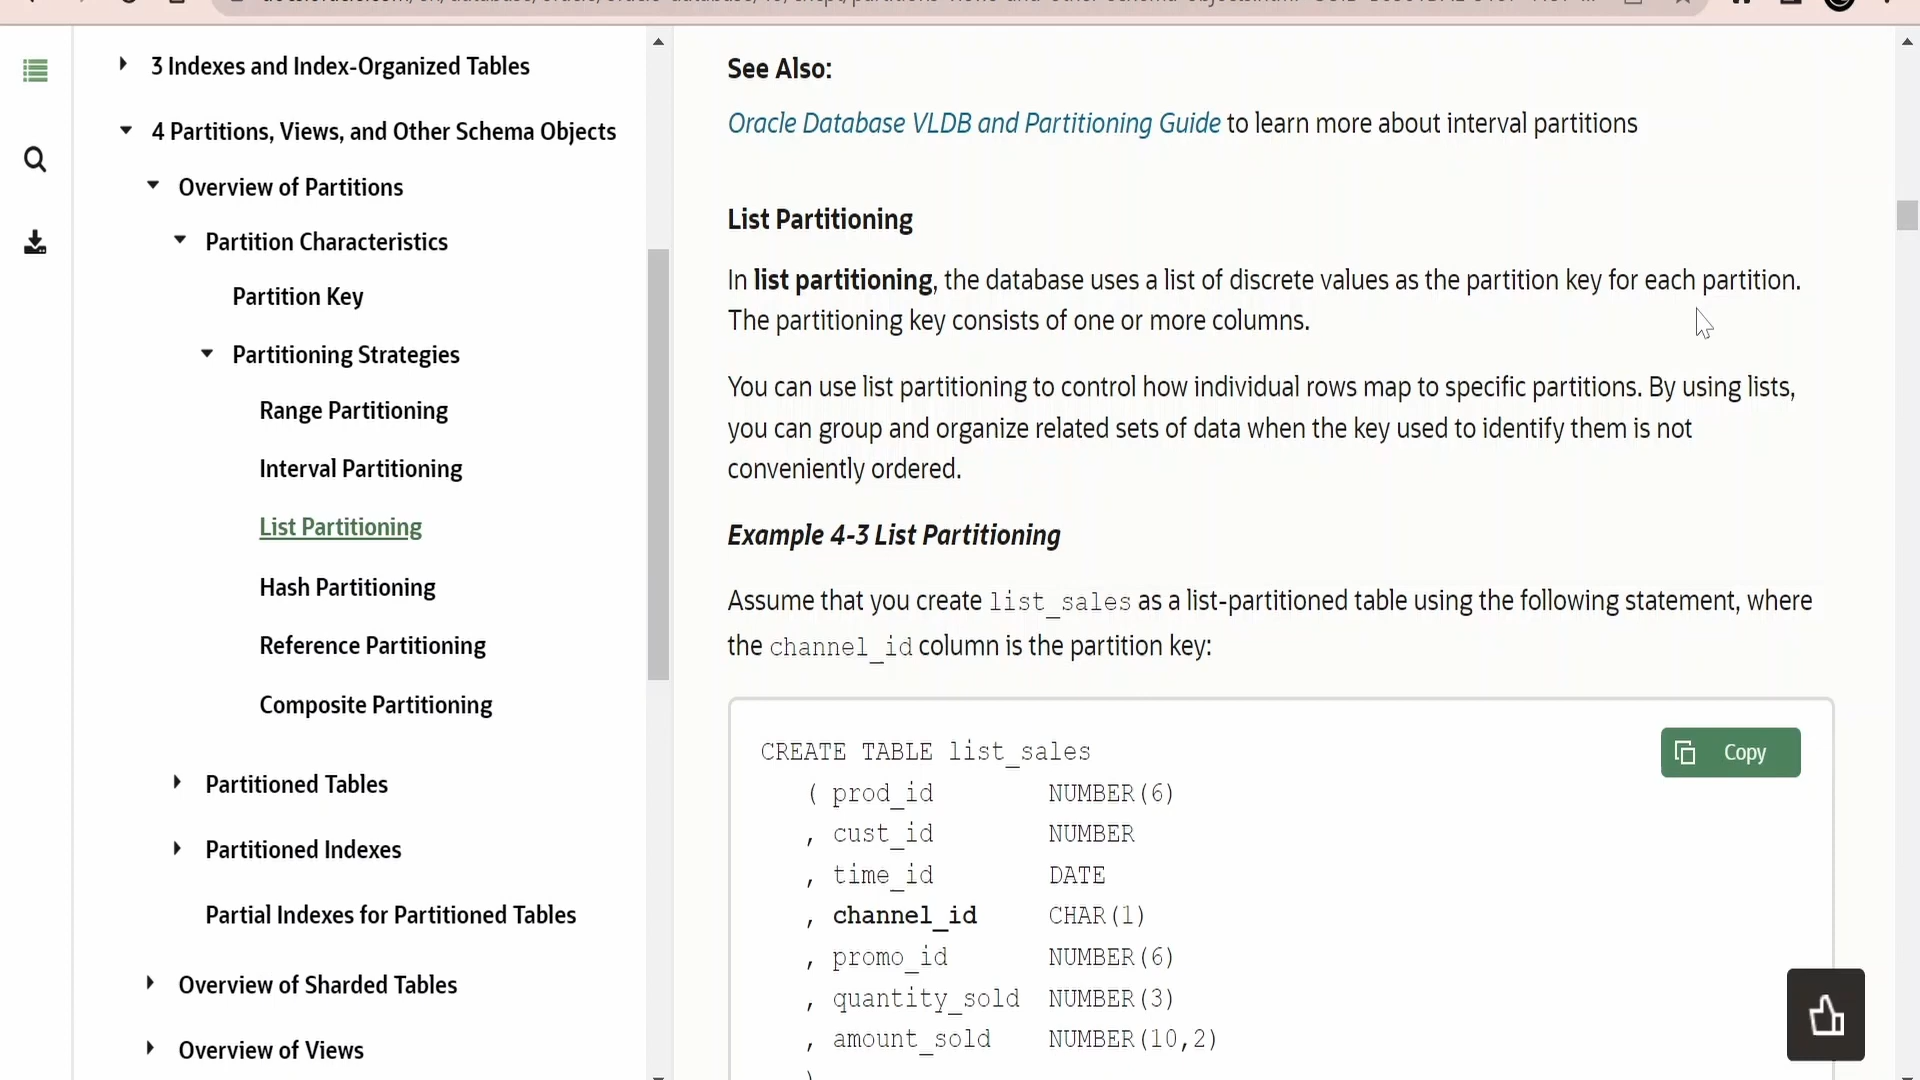 3 Indexes and Index-Organized Tables
4 Partitions, Views, and Other Schema Objects
Overview of Partitions
Partition Characteristics
Partition Key
Partitioning Strategies
Range Partitioning
Interval Partitioning
List Partitioning
Hash Partitioning
Reference Partitioning
Composite Partitioning
Partitioned Tables
Partitioned Indexes
Partial Indexes for Partitioned Tables
Overview of Sharded Tables
Overview of Views
See Also:
Oracle Database VLDB and Partitioning Guide to learn more about interval partitions
List Partitioning
In list partitioning, the database uses a list of discrete values as the partition key for each partition.
The partitioning key consists of one or more columns.
You can use list partitioning to control how individual rows map to specific partitions. By using lists,
you can group and organize related sets of data when the key used to identify them is not
conveniently ordered.
Example 4-3 List Partitioning
Assume that you create list_sales as a list-partitioned table using the following statement, where
the channel_id column is the partition key:
Copy
CREATE TABLE list_sales
( prod_id NUMBER(6)
, cust_id NUMBER
, time_id DATE
, channel_id CHAR(1)
, promo_id NUMBER(6)
, quantity_sold NUMBER(3)
, amount_sold NUMBER(10,2)
)